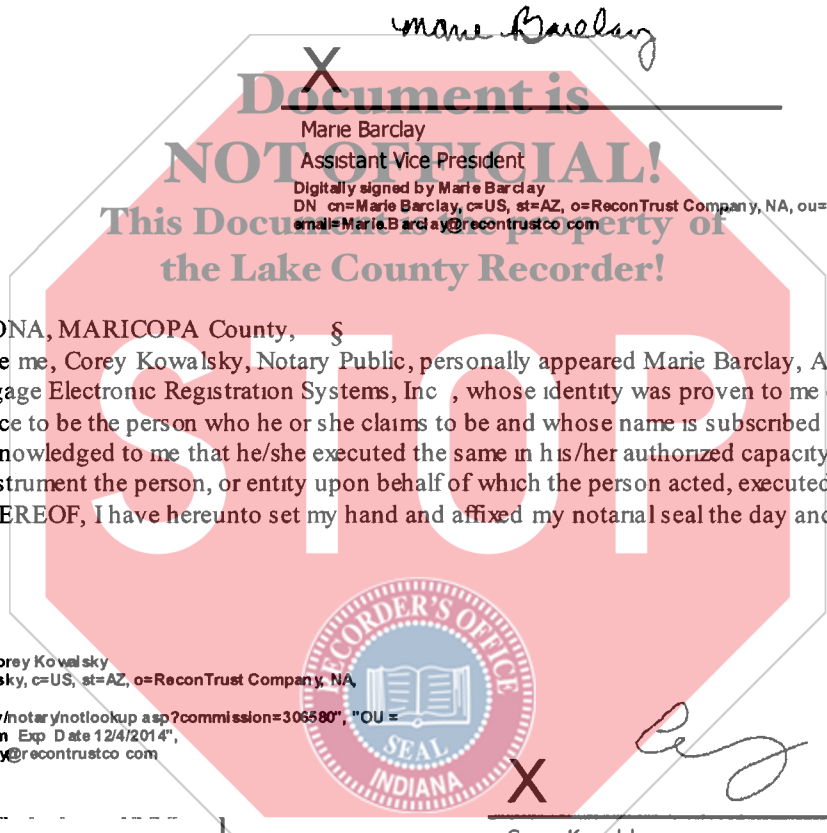 Marie Barclay
X
Document is
Marie Barclay
NOT OFFICIAL!
Assistant Vice President
Digitally signed by Marie Barclay
DN cn=Marie Barclay, c=US, st=AZ, o=ReconTrust Company, NA, ou=
This Document is the property of
email=Marie.Barclay@recontrustco com
the Lake County Recorder!
ONA, MARICOPA County, §
e me, Corey Kowalsky, Notary Public, personally appeared Marie Barclay, A
gage Electronic Registration Systems, Inc , whose identity was proven to me
ce to be the person who he or she claims to be and whose name is subscribed
nowledged to me that he/she executed the same in his/her authorized capacity
strument the person, or entity upon behalf of which the person acted, executed
EREOF, I have hereunto set my hand and affixed my notarial seal the day and
STOP
RECORDER'S OFFICE
SEAL
INDIANA
orey Kowalsky
sky, c=US, st=AZ, o=ReconTrust Company, NA,
y/notary/notlookup asp?commission=306580", "OU =
m Exp Date 12/4/2014",
y@recontrustco com
X